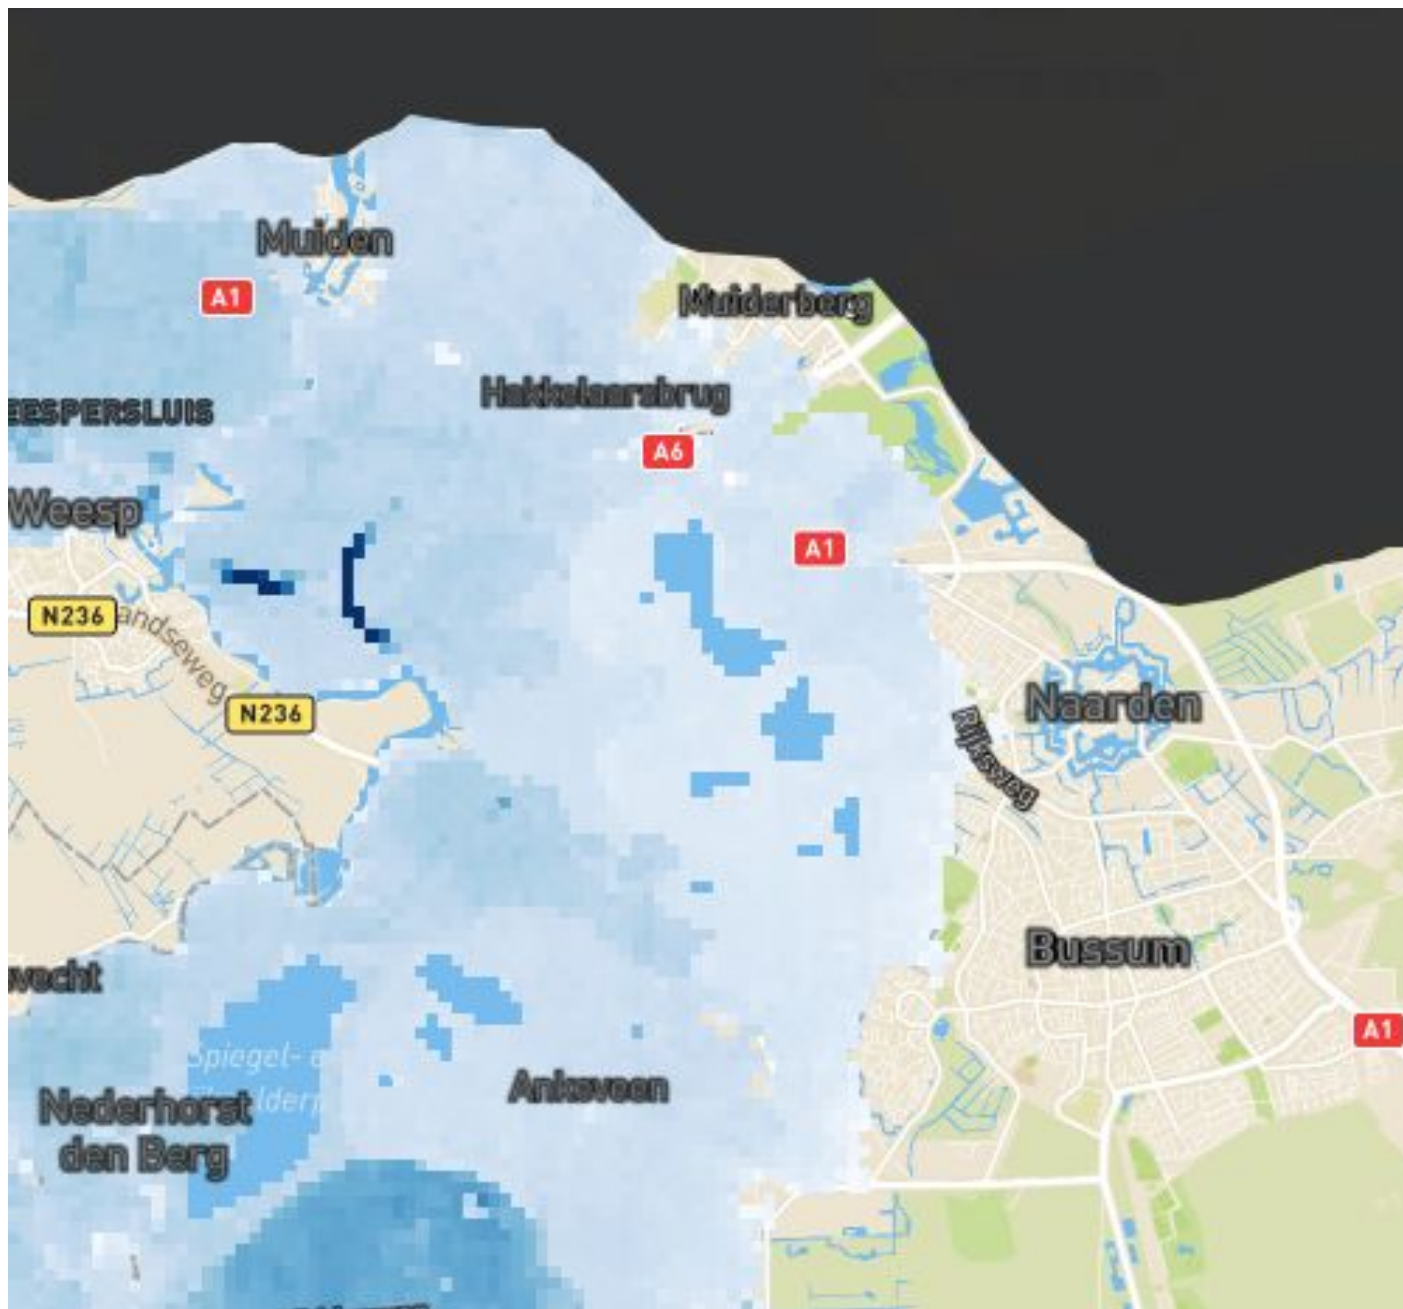 Muiden
A1
Muiderberg
Hakkelaarsbrug
EESPERSLUIS
A6
Weesp
A1
N236
andseweg
N236
Naarden
Rijksweg
Bussum
vecht
A1
Spiegel-
Ankeveen
Nederhorst
den Berg